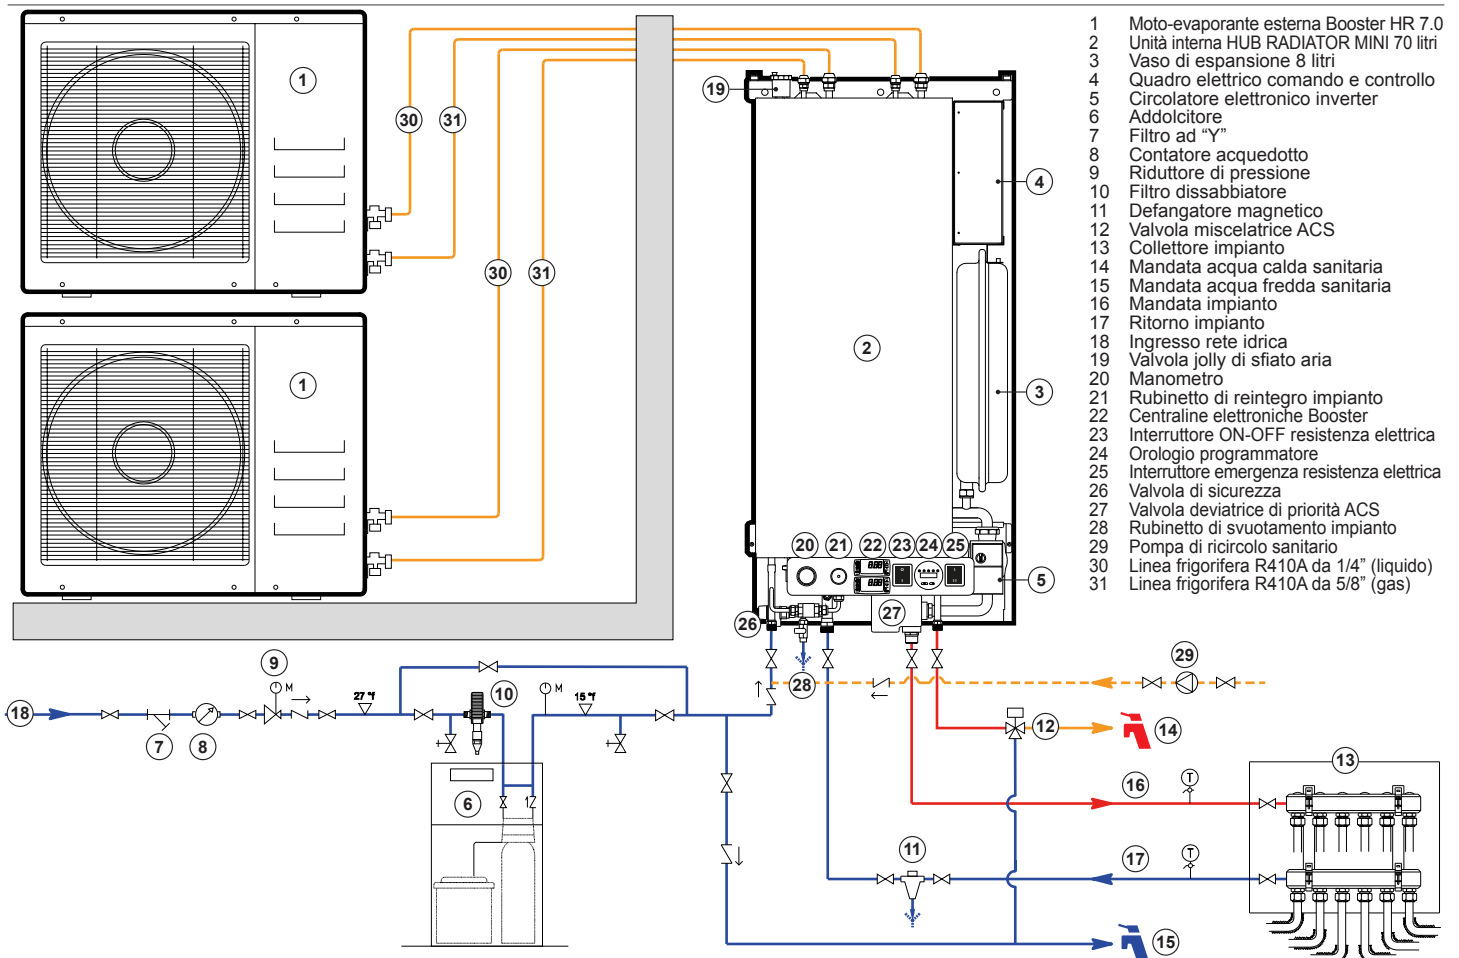 1 Moto-evaporante esterna Booster HR 7.0
2 Unità interna HUB RADIATOR MINI 70 litri
3 Vaso di espansione 8 litri
4 Quadro elettrico comando e controllo
5 Circolatore elettronico inverter
6 Addolcitore
7 Filtro ad “Y”
8 Contatore acquedotto
9 Riduttore di pressione
10 Filtro dissabbiatore
11 Defangatore magnetico
12 Valvola miscelatrice ACS
13 Collettore impianto
14 Mandata acqua calda sanitaria
15 Mandata acqua fredda sanitaria
16 Mandata impianto
17 Ritorno impianto
18 Ingresso rete idrica
19 Valvola jolly di sfiato aria
20 Manometro
21 Rubinetto di reintegro impianto
22 Centraline elettroniche Booster
23 Interruttore ON-OFF resistenza elettrica
24 Orologio programmatore
25 Interruttore emergenza resistenza elettrica
26 Valvola di sicurezza
27 Valvola deviatrice di priorità ACS
28 Rubinetto di svuotamento impianto
29 Pompa di ricircolo sanitario
30 Linea frigorifera R410A da 1/4” (liquido)
31 Linea frigorifera R410A da 5/8” (gas)
1
19
30
31
4
30
31
2
1
3
20 21 22 23 24 25
5
26
27
9
M
27 °f
10
M
15 °f
28
29
18
7
8
12
14
6
16
T
13
11
17
T
15